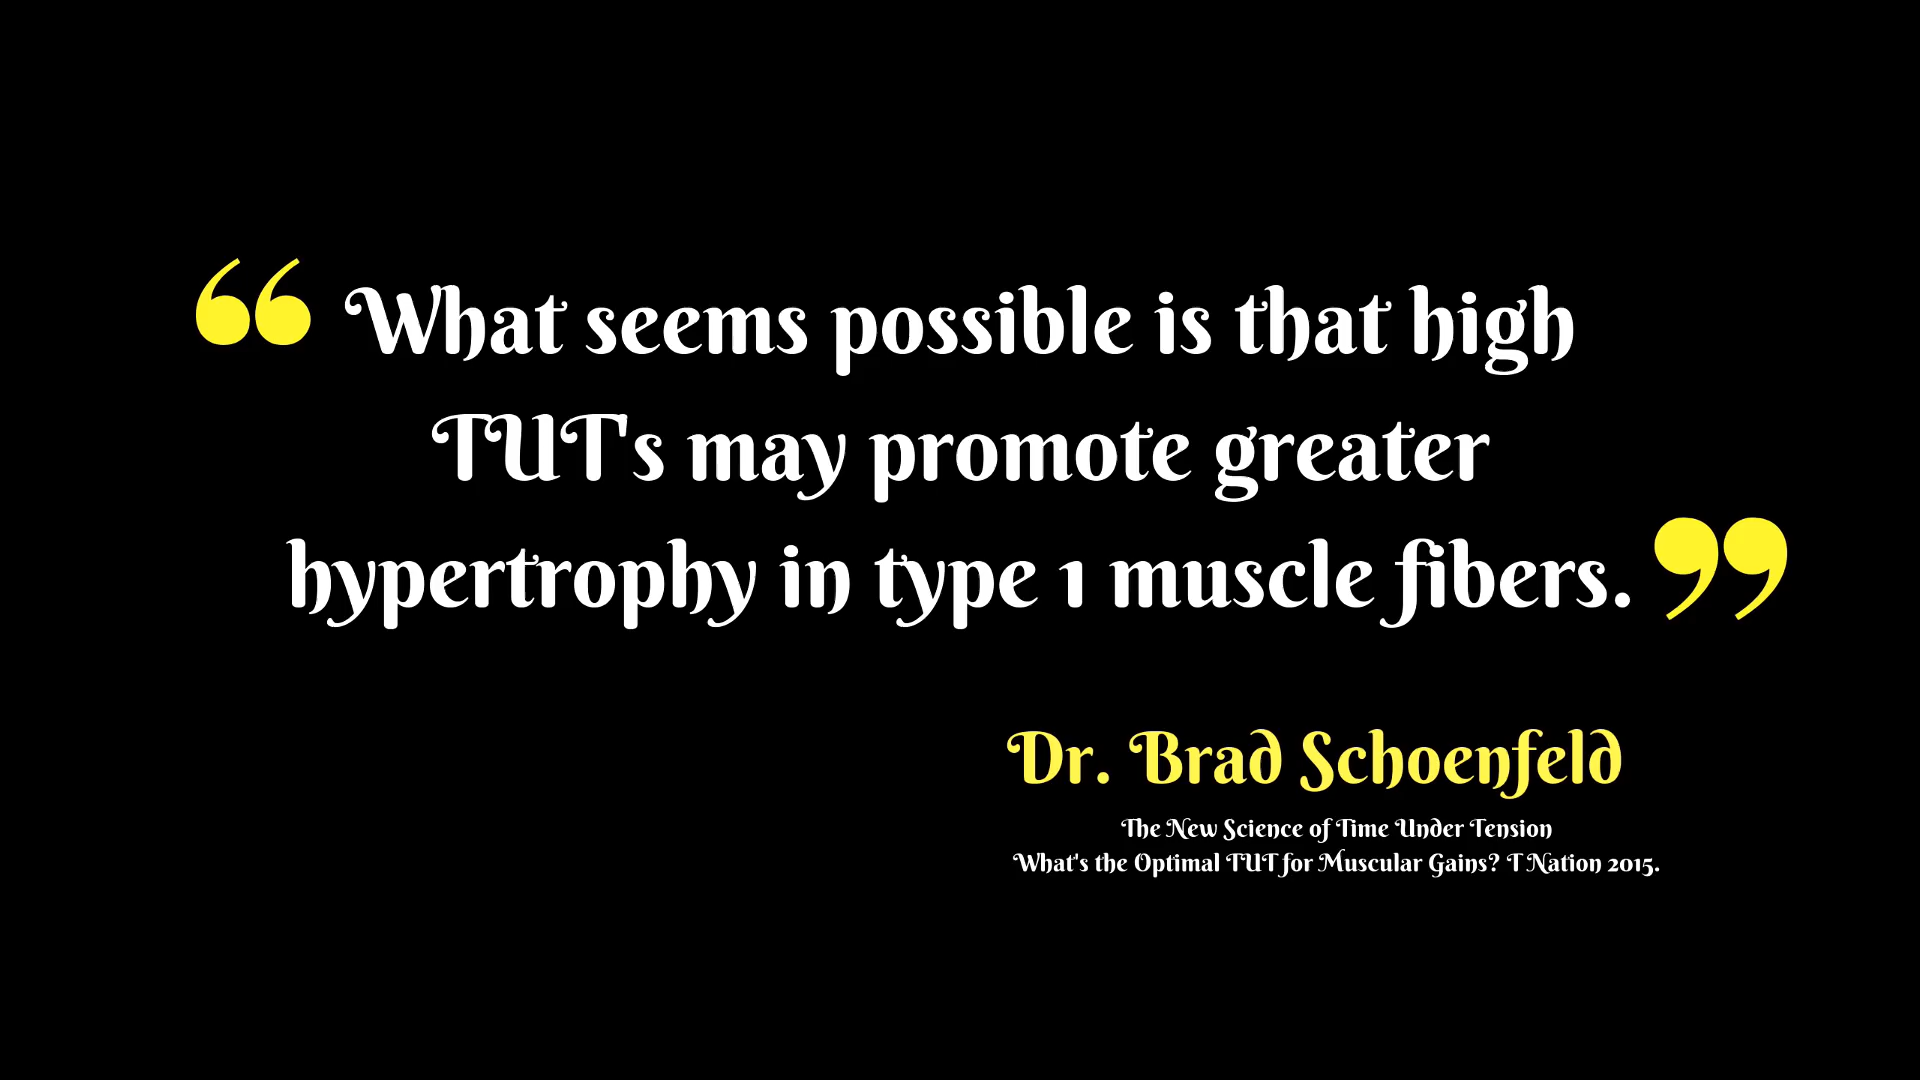 “ What seems possible is that high
TUT's may promote greater
hypertrophy in type 1 muscle fibers. ”
Dr. Brad Schoenfeld
The New Science of Time Under Tension
What's the Optimal TUT for Muscular Gains? T Nation 2015.